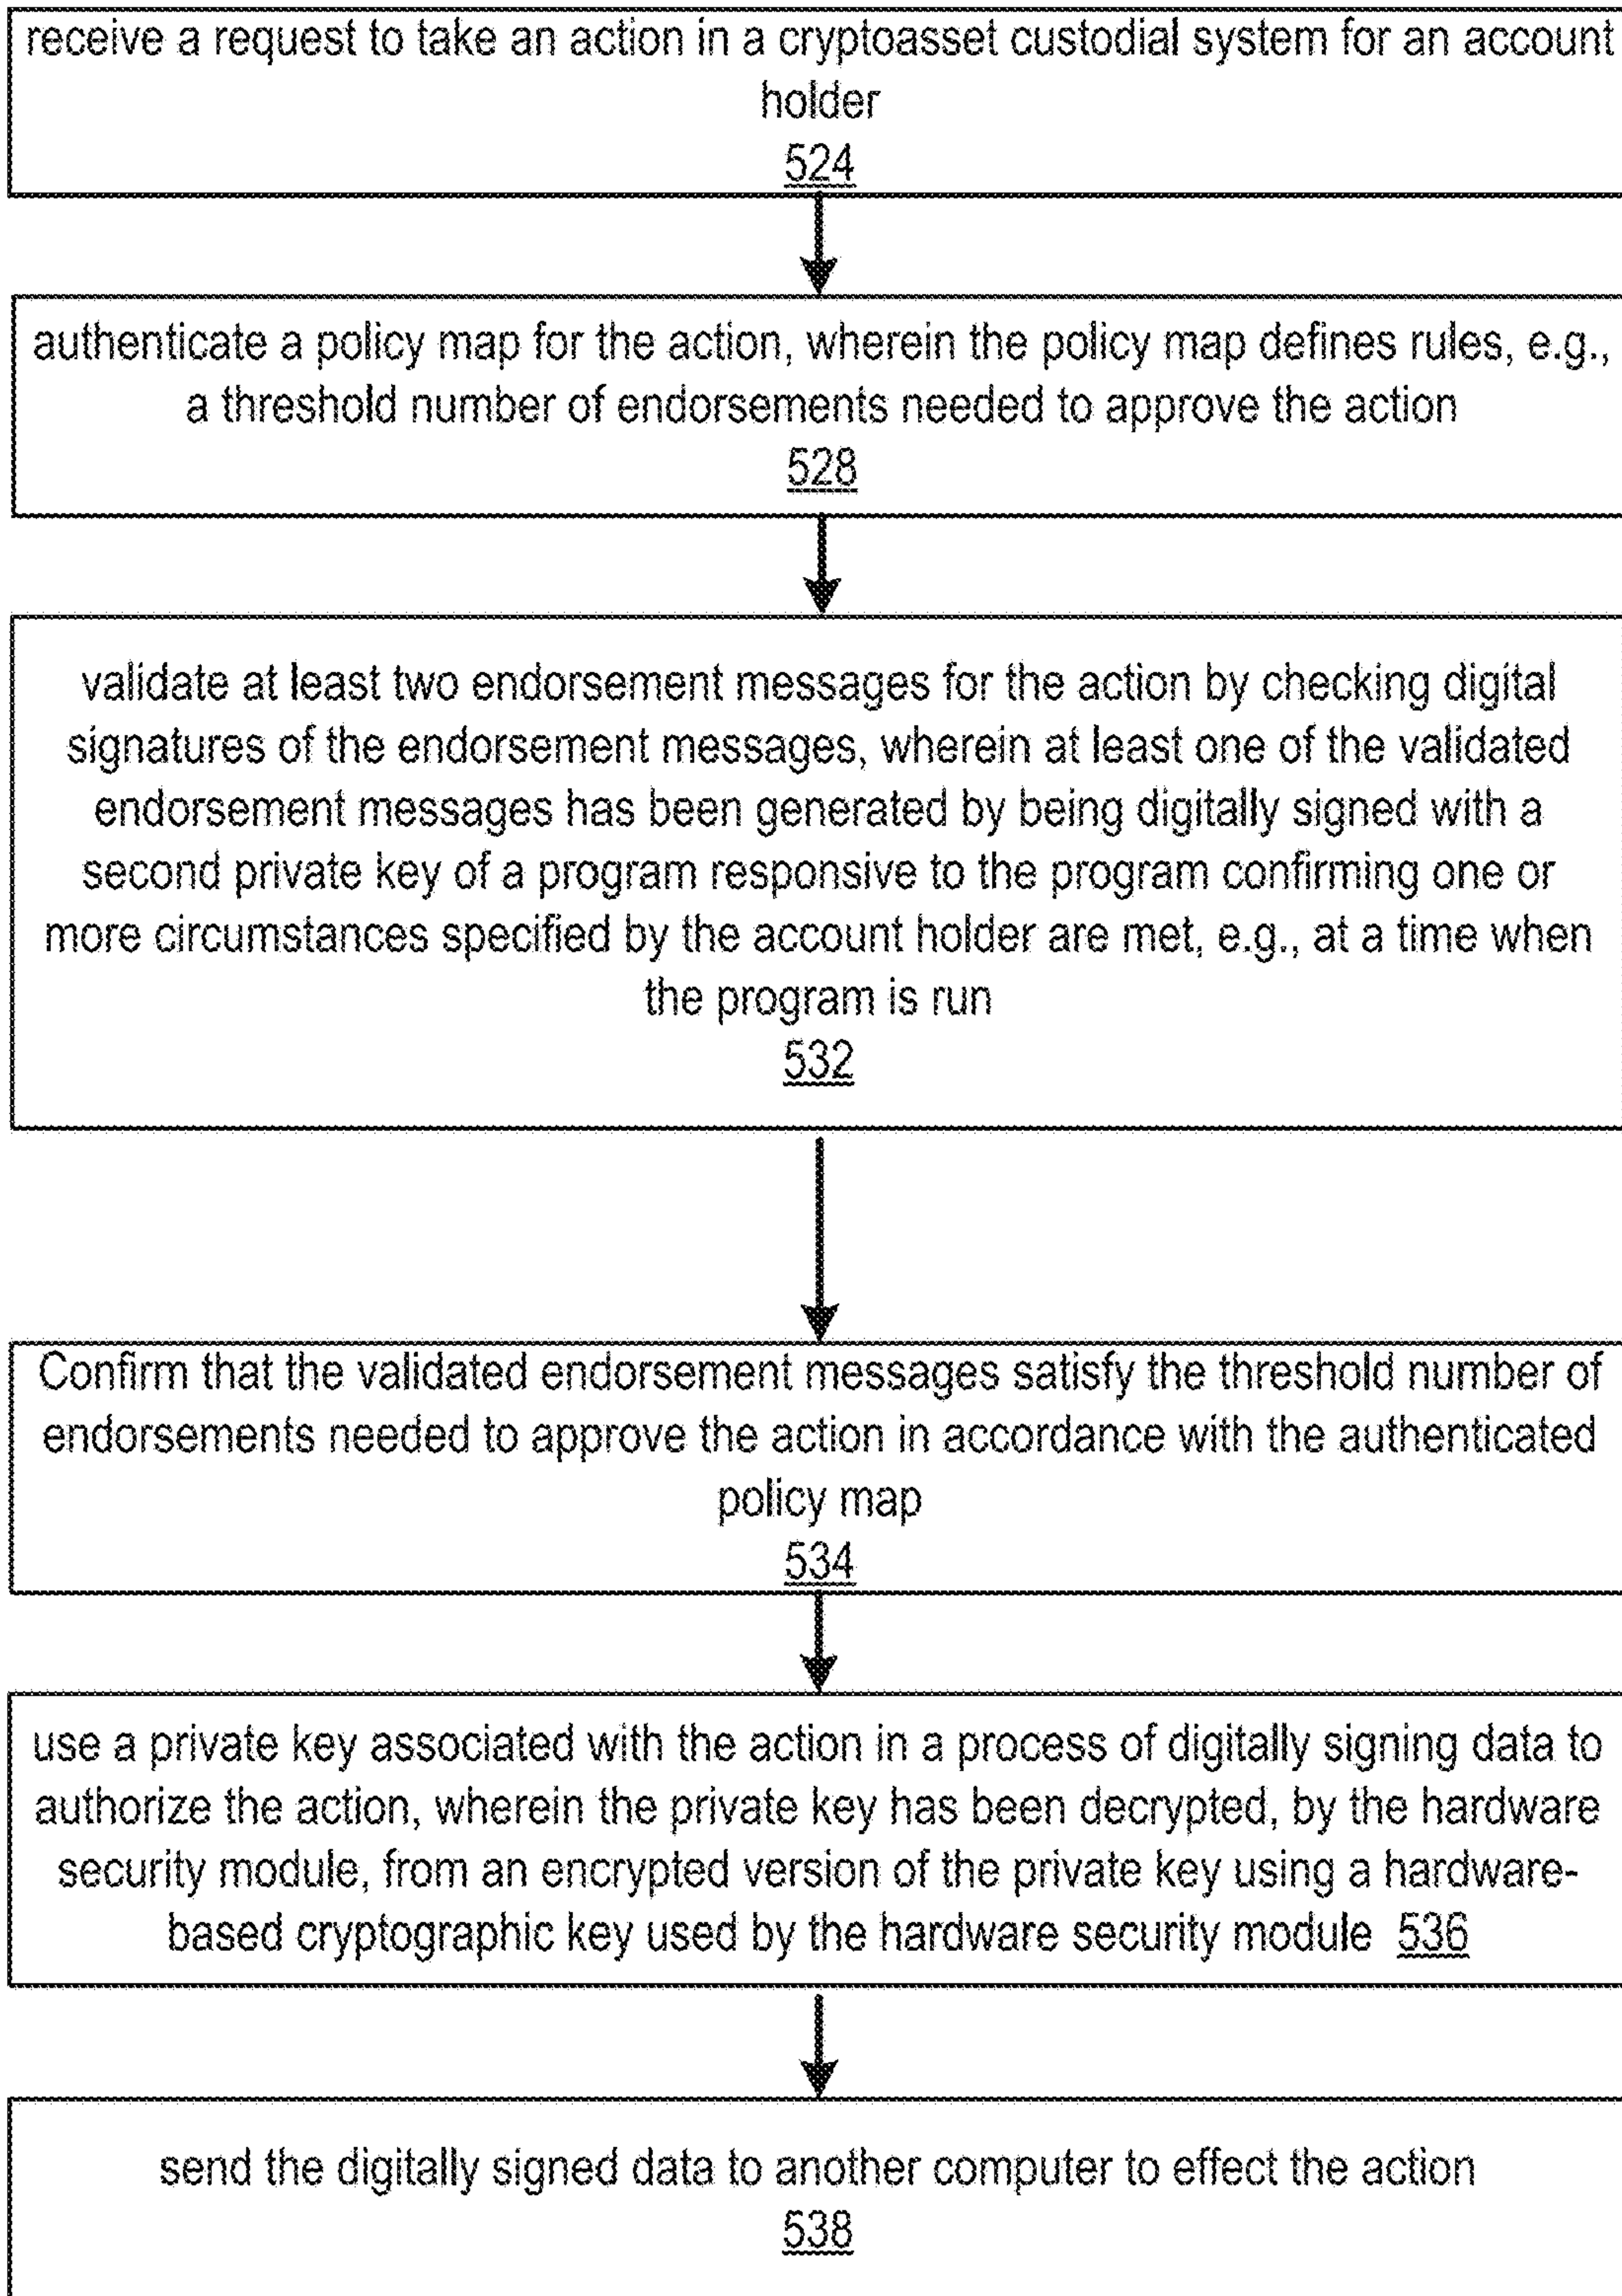 receive a request to take an action in a cryptoasset custodial system for an account
holder
524
authenticate a policy map for the action, wherein the policy map defines rules, e.g.,
a threshold number of endorsements needed to approve the action
528
validate at least two endorsement messages for the action by checking digital
signatures of the endorsement messages, wherein at least one of the validated
endorsement messages has been generated by being digitally signed with a
second private key of a program responsive to the program confirming one or
more circumstances specified by the account holder are met, e.g., at a time when
the program is run
532
Confirm that the validated endorsement messages satisfy the threshold number of
endorsements needed to approve the action in accordance with the authenticated
policy map
534
use a private key associated with the action in a process of digitally signing data to
authorize the action, wherein the private key has been decrypted, by the hardware
security module, from an encrypted version of the private key using a hardware-
based cryptographic key used by the hardware security module 536
send the digitally signed data to another computer to effect the action
538